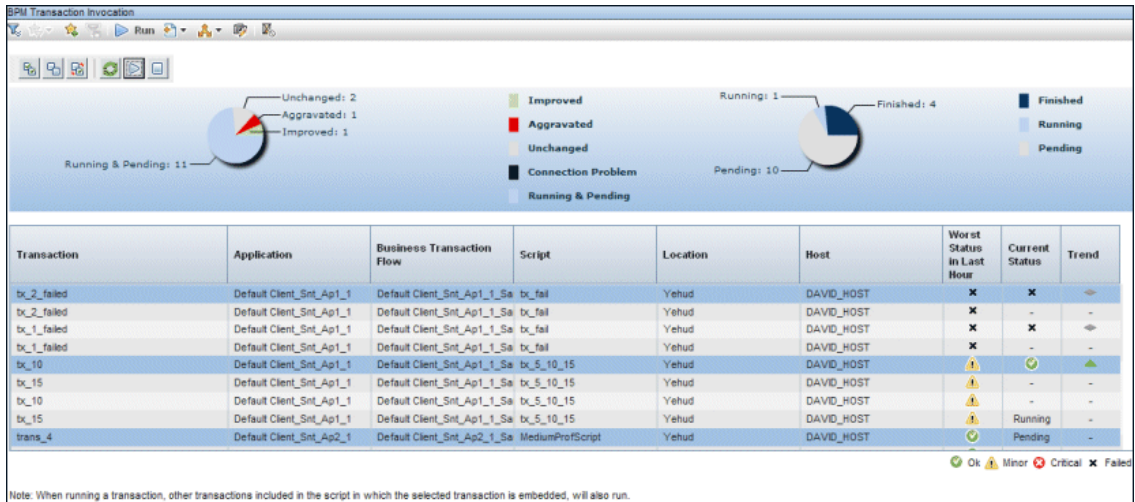 BPM Transaction Invocation
Run
Unchanged: 2
Aggravated: 1
Improved: 1
Running & Pending: 11
Improved
Aggravated
Unchanged
Connection Problem
Running & Pending
Running: 1
Finished: 4
Pending: 10
Finished
Running
Pending
Transaction Application Business Transaction Flow Script Location Host Worst Status in Last Hour Current Status Trend
tx_2_failed Default Client_Snt_Ap1_1 Default Client_Snt_Ap1_1_Sa tx_fail Yehud DAVID_HOST
tx_2_failed Default Client_Snt_Ap1_1 Default Client_Snt_Ap1_1_Sa tx_fail Yehud DAVID_HOST -  -
tx_1_failed Default Client_Snt_Ap1_1 Default Client_Snt_Ap1_1_Sa tx_fail Yehud DAVID_HOST
tx_1_failed Default Client_Snt_Ap1_1 Default Client_Snt_Ap1_1_Sa tx_fail Yehud DAVID_HOST - -
tx_10 Default Client_Snt_Ap1_1 Default Client_Snt_Ap1_1_Sa tx_5_10_15 Yehud DAVID_HOST
tx_15 Default Client_Snt_Ap1_1 Default Client_Snt_Ap1_1_Sa tx_5_10_15 Yehud DAVID_HOST - -
tx_10 Default Client_Snt_Ap1_1 Default Client_Snt_Ap1_1_Sa tx_5_10_15 Yehud DAVID_HOST - -
tx_15 Default Client_Snt_Ap1_1 Default Client_Snt_Ap1_1_Sa tx_5_10_15 Yehud DAVID_HOST Running -
trans_4 Default Client_Snt_Ap2_1 Default Client_Snt_Ap2_1_Sa MediumProfScript Yehud DAVID_HOST Pending -
Ok Minor Critical Failed
Note: When running a transaction, other transactions included in the script in which the selected transaction is embedded, will also run.